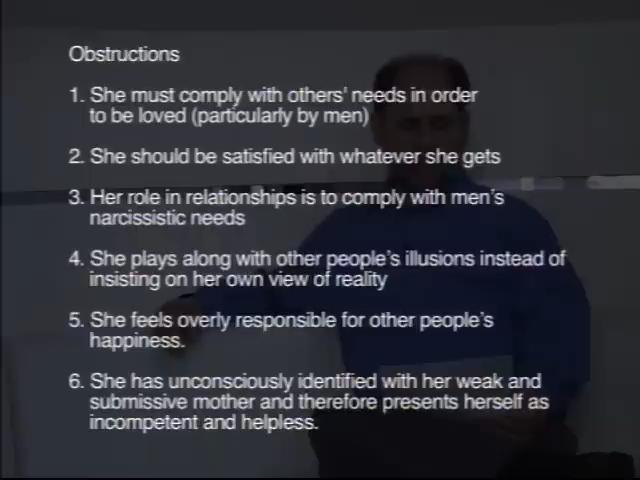 Obstructions
1. She must comply with others' needs in order
to be loved (particularly by men)
2. She should be satisfied with whatever she gets
3. Her role in relationships is to comply with men's
narcissistic needs
4. She plays along with other people's illusions instead of
insisting on her own view of reality
5. She feels overly responsible for other people's
happiness.
6. She has unconsciously identified with her weak and
submissive mother and therefore presents herself as
incompetent and helpless.